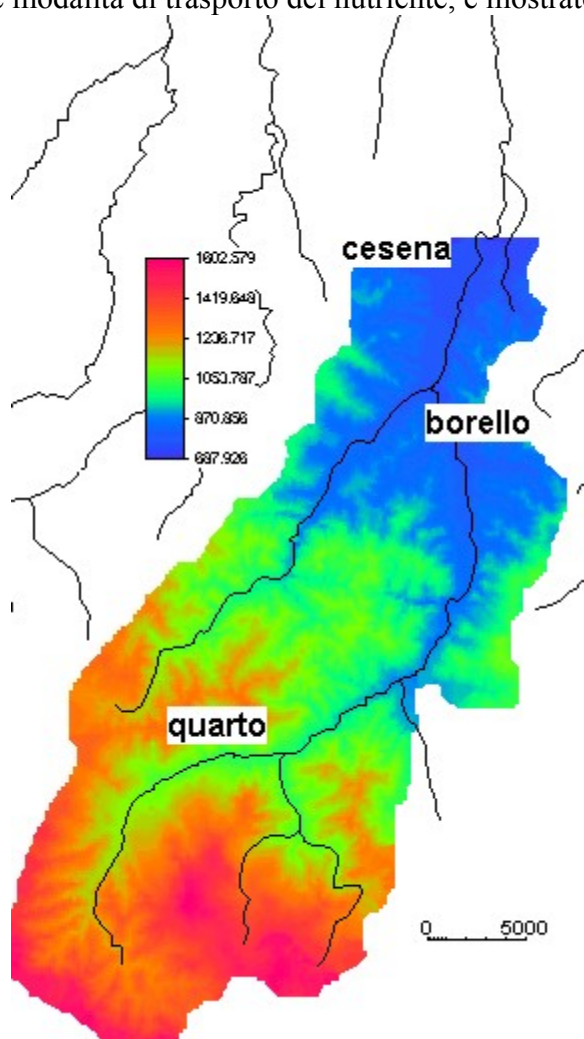 e modalità di trasporto del nutriente, è mostrato
cesena
1602.579
1419.648
1236.717
1053.787
870.856
687.926
borello
quarto
0 5000